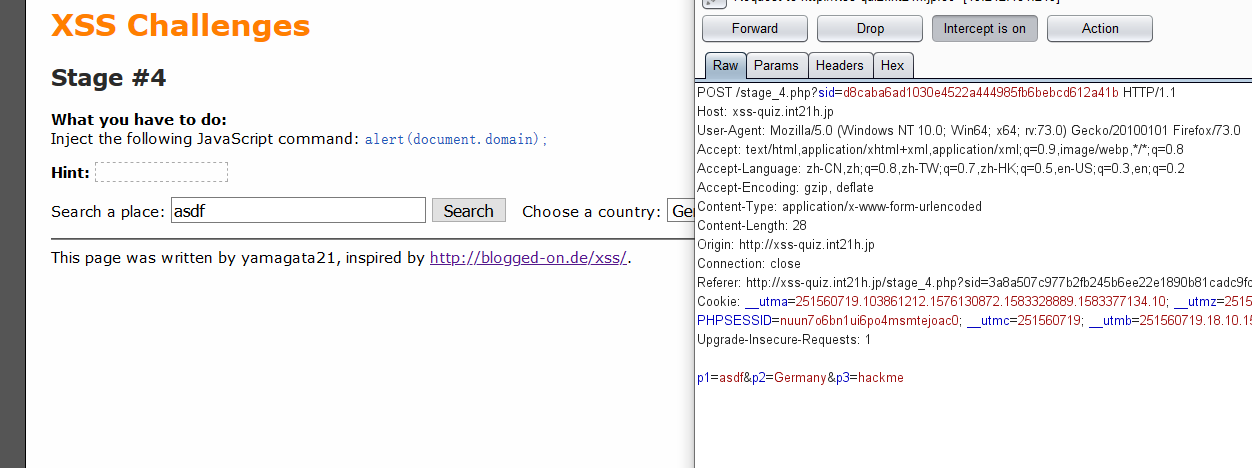 XSS Challenges
Stage #4
What you have to do:
Inject the following JavaScript command: alert(document.domain);
Hint:
Search a place: asdf Search Choose a country: Ge
This page was written by yamagata21, inspired by http://blogged-on.de/xss/.
Forward Drop Intercept is on Action
Raw Params Headers Hex
POST /stage_4.php?sid=d8caba6ad1030e4522a444985fb6bebcd612a41b HTTP/1.1
Host: xss-quiz.int21h.jp
User-Agent: Mozilla/5.0 (Windows NT 10.0; Win64; x64; rv:73.0) Gecko/20100101 Firefox/73.0
Accept: text/html,application/xhtml+xml,application/xml;q=0.9,image/webp,*/*;q=0.8
Accept-Language: zh-CN,zh;q=0.8,zh-TW;q=0.7,zh-HK;q=0.5,en-US;q=0.3,en;q=0.2
Accept-Encoding: gzip, deflate
Content-Type: application/x-www-form-urlencoded
Content-Length: 28
Origin: http://xss-quiz.int21h.jp
Connection: close
Referer: http://xss-quiz.int21h.jp/stage_4.php?sid=3a8a507c977b2fb245b6ee22e1890b81cadc9fc
Cookie: __utma=251560719.103861212.1576130872.1583328889.1583377134.10; __utmz=2515
PHPSESSID=nuun7o6bn1ui6po4msmtejoac0; __utmc=251560719; __utmb=251560719.18.10.15
Upgrade-Insecure-Requests: 1
p1=asdf&p2=Germany&p3=hackme